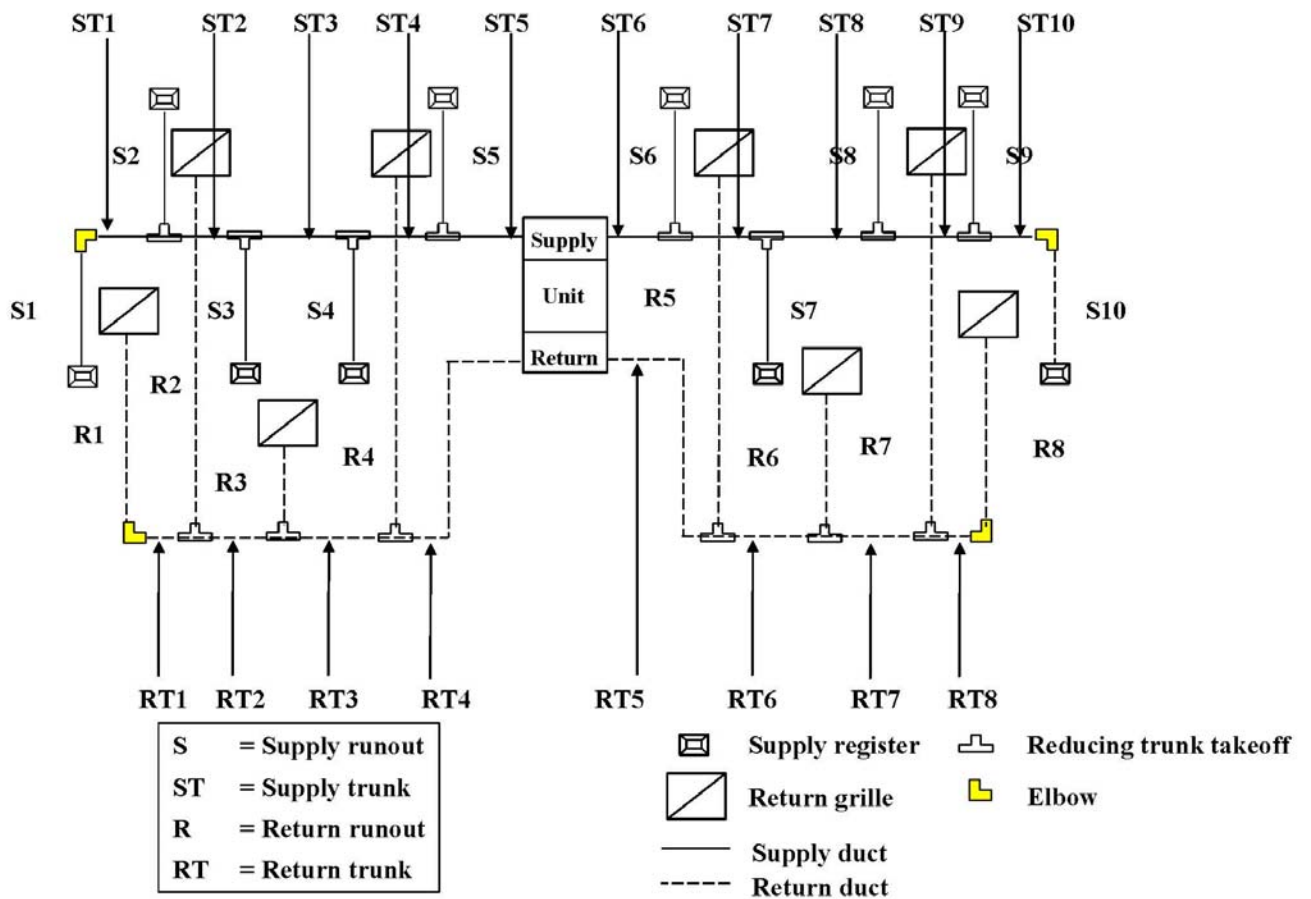 ST1 ST2 ST3 ST4 ST5 ST6 ST7 ST8 ST9 ST10
S2 S5 S6 S8 S9
Supply
Unit
Return
S1 S3 S4 R5 S7 S10
R2
R1 R3 R4 R6 R7 R8
RT1 RT2 RT3 RT4 RT5 RT6 RT7 RT8
S = Supply runout
ST = Supply trunk
R = Return runout
RT = Return trunk
Supply register
Reducing trunk takeoff
Return grille
Elbow
Supply duct
Return duct